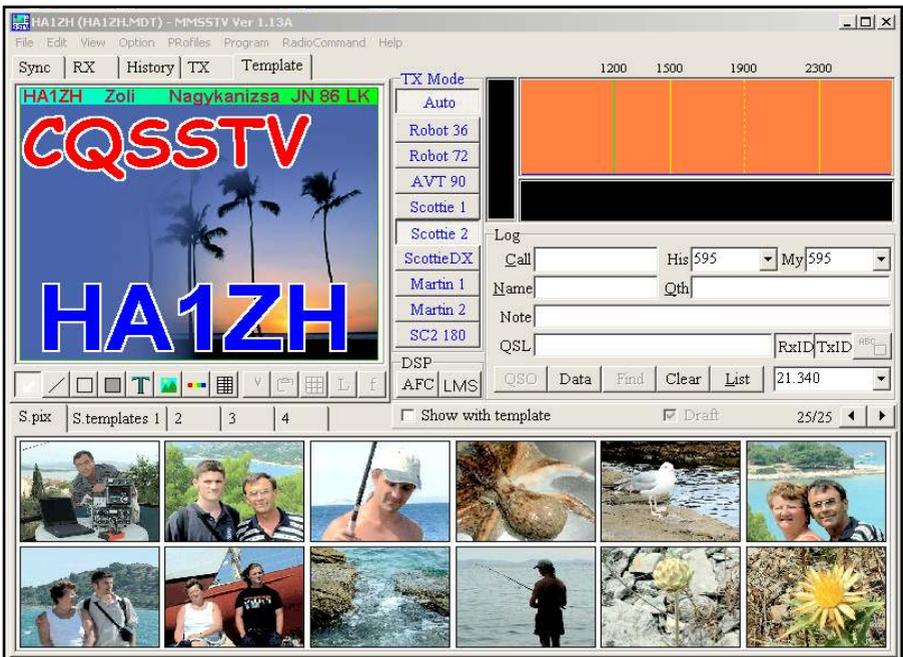 HA1ZH (HA1ZH.MDT) - MMSSTV Ver 1.13A
File Edit View Option PRofiles Program RadioCommand Help
Sync RX History TX Template
HA1ZH Zoli Nagykanizsa JN 86 LK
CQSSTV
HA1ZH
TX Mode
Auto
Robot 36
Robot 72
AVT 90
Scottie 1
Scottie 2
ScottieDX
Martin 1
Martin 2
SC2 180
DSP
AFC LMS
1200 1500 1900 2300
Log
Call His 595 My 595
Name Qth
Note
QSL RxID TxID ABC
QSO Data Find Clear List 21.340
T L f
S.pix S.templates 1 2 3 4
Show with template Draft 25/25